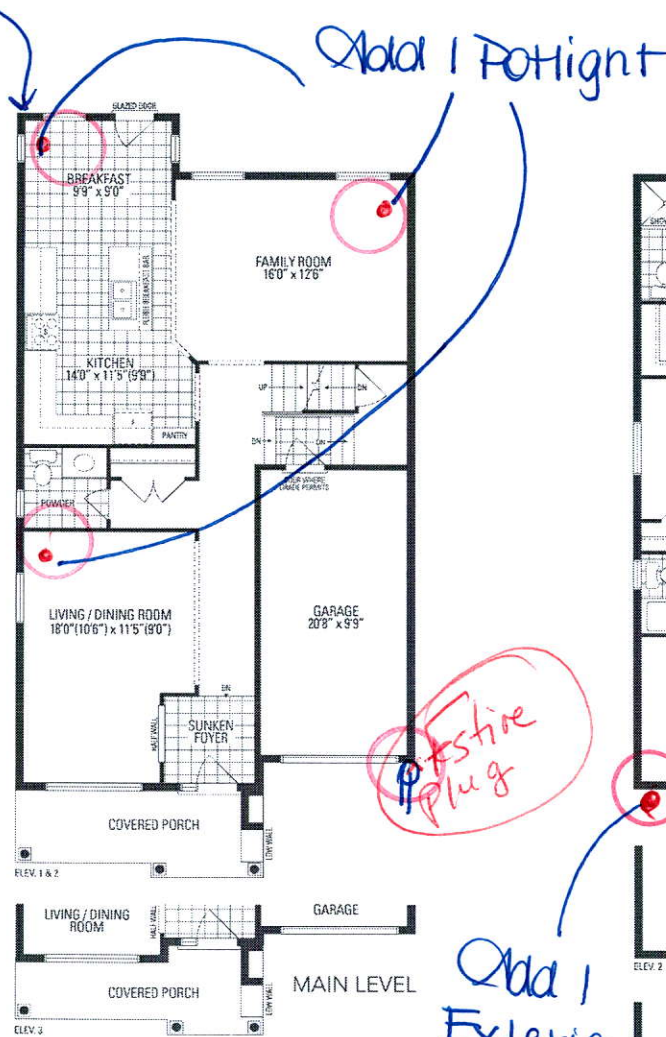 Add 1 Potlight
GLAZED DOOR
BREAKFAST
9'9" x 9'0"
FLUSH BREAKFAST BAR
FAMILY ROOM
16'0" x 12'6"
KITCHEN
14'0" x 11'5"(9'9")
UP
DN
PANTRY
DN
DN
DOOR WHERE
GRADE PERMITS
POWDER
LIVING / DINING ROOM
18'0"(10'6") x 11'5"(9'0")
GARAGE
20'8" x 9'9"
DN
HALF WALL
SUNKEN
FOYER
plug
COVERED PORCH
LOW WALL
ELEV. 1 & 2
LIVING / DINING
ROOM
HALF WALL
GARAGE
MAIN LEVEL
COVERED PORCH
LOW WALL
ELEV. 3
Add 1
ELEV. 2